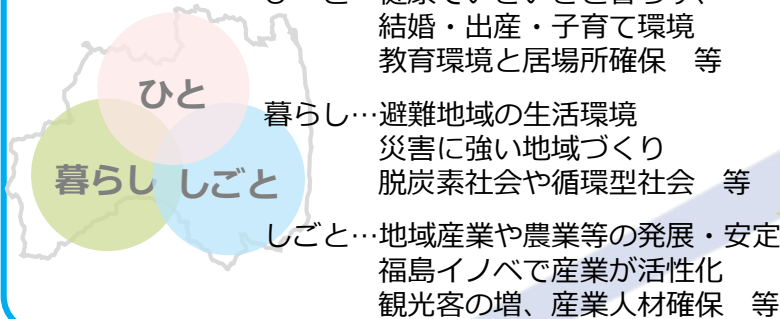 結婚・出産・子育て環境
教育環境と居場所確保　等
ひと
暮らし…避難地域の生活環境
災害に強い地域づくり
暮らし しごと
脱炭素社会や循環型社会　等
しごと…地域産業や農業等の発展・安定
福島イノベで産業が活性化
観光客の増、産業人材確保　等